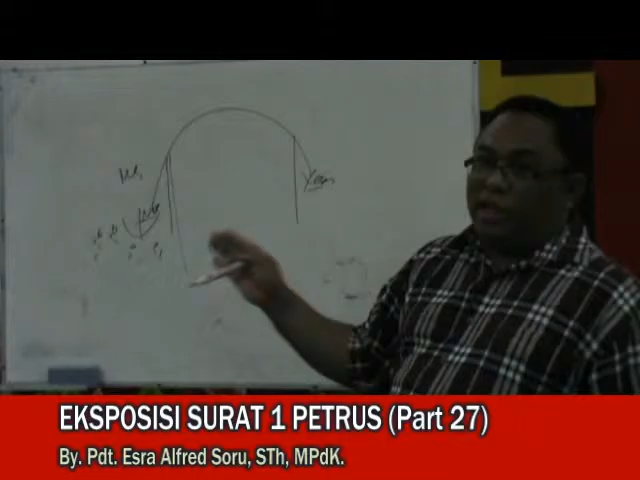 EKSPOSISI SURAT 1 PETRUS (Part 27)
By. Pdt. Esra Alfred Soru, STh, MPdK.